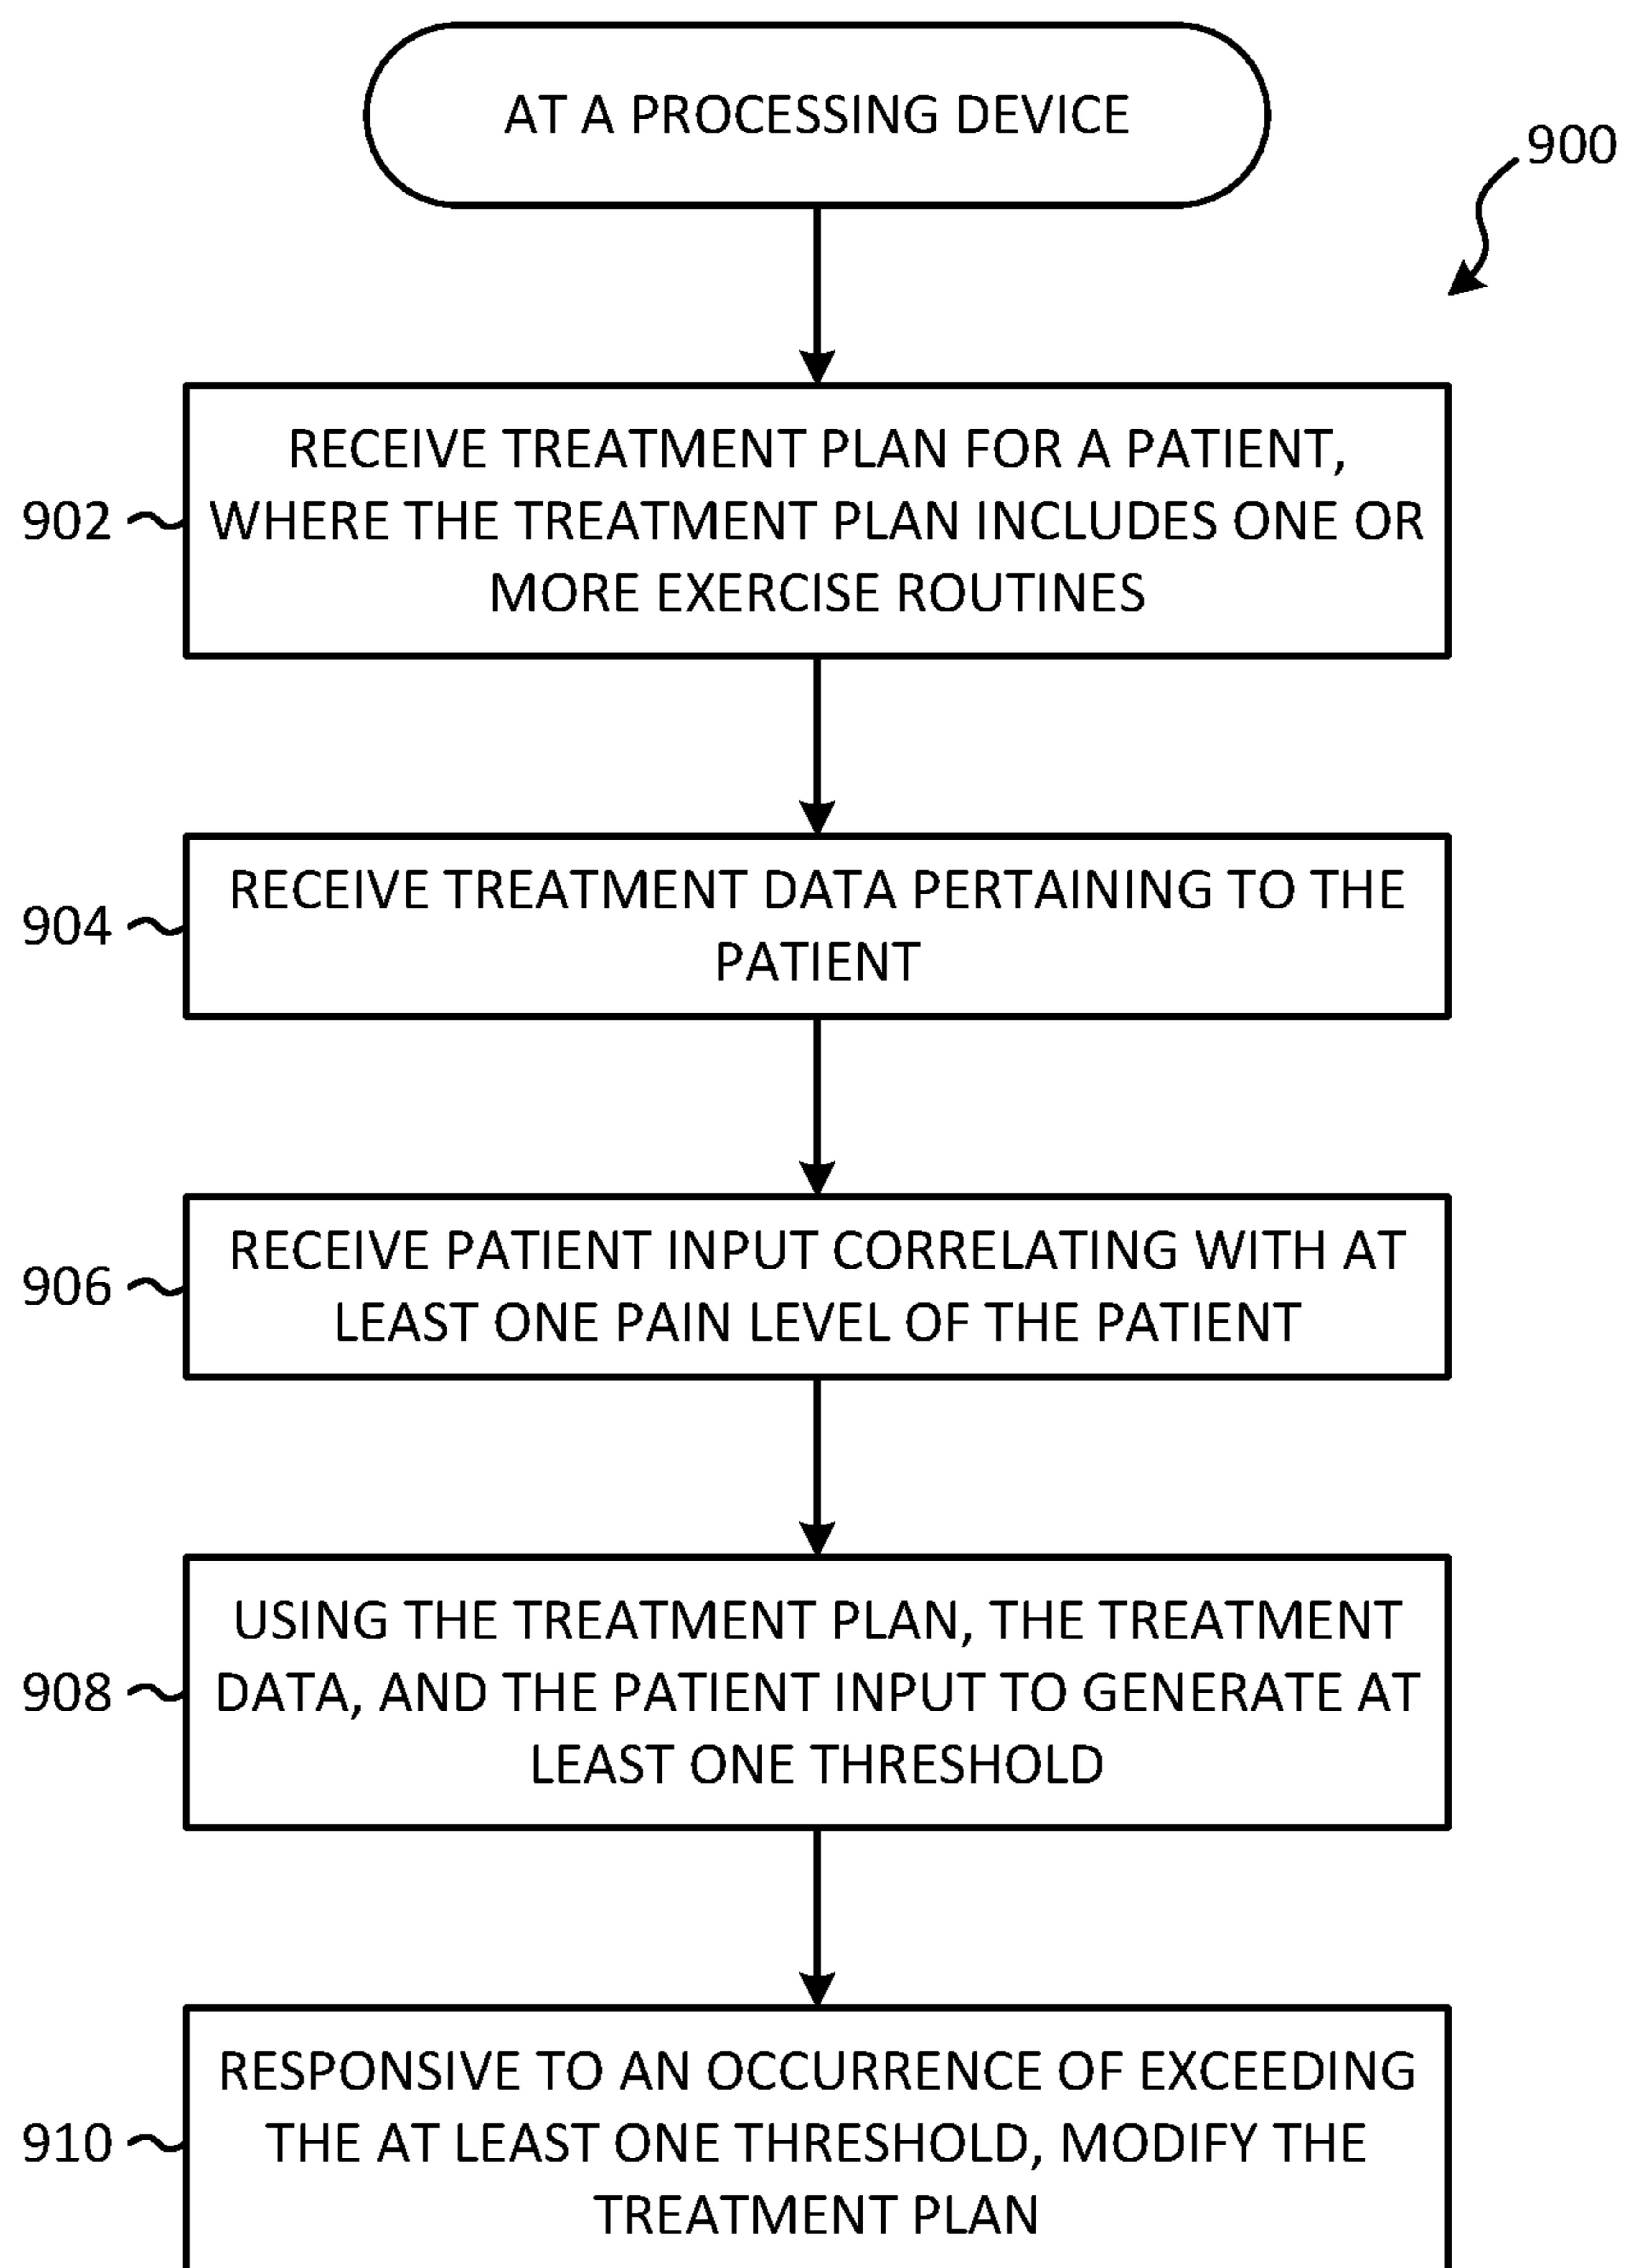 AT A PROCESSING DEVICE
900
RECEIVE TREATMENT PLAN FOR A PATIENT,
WHERE THE TREATMENT PLAN INCLUDES ONE OR
MORE EXERCISE ROUTINES
902
RECEIVE TREATMENT DATA PERTAINING TO THE
PATIENT
904
RECEIVE PATIENT INPUT CORRELATING WITH AT
LEAST ONE PAIN LEVEL OF THE PATIENT
906
USING THE TREATMENT PLAN, THE TREATMENT
DATA, AND THE PATIENT INPUT TO GENERATE AT
LEAST ONE THRESHOLD
908
RESPONSIVE TO AN OCCURRENCE OF EXCEEDING
THE AT LEAST ONE THRESHOLD, MODIFY THE
TREATMENT PLAN
910